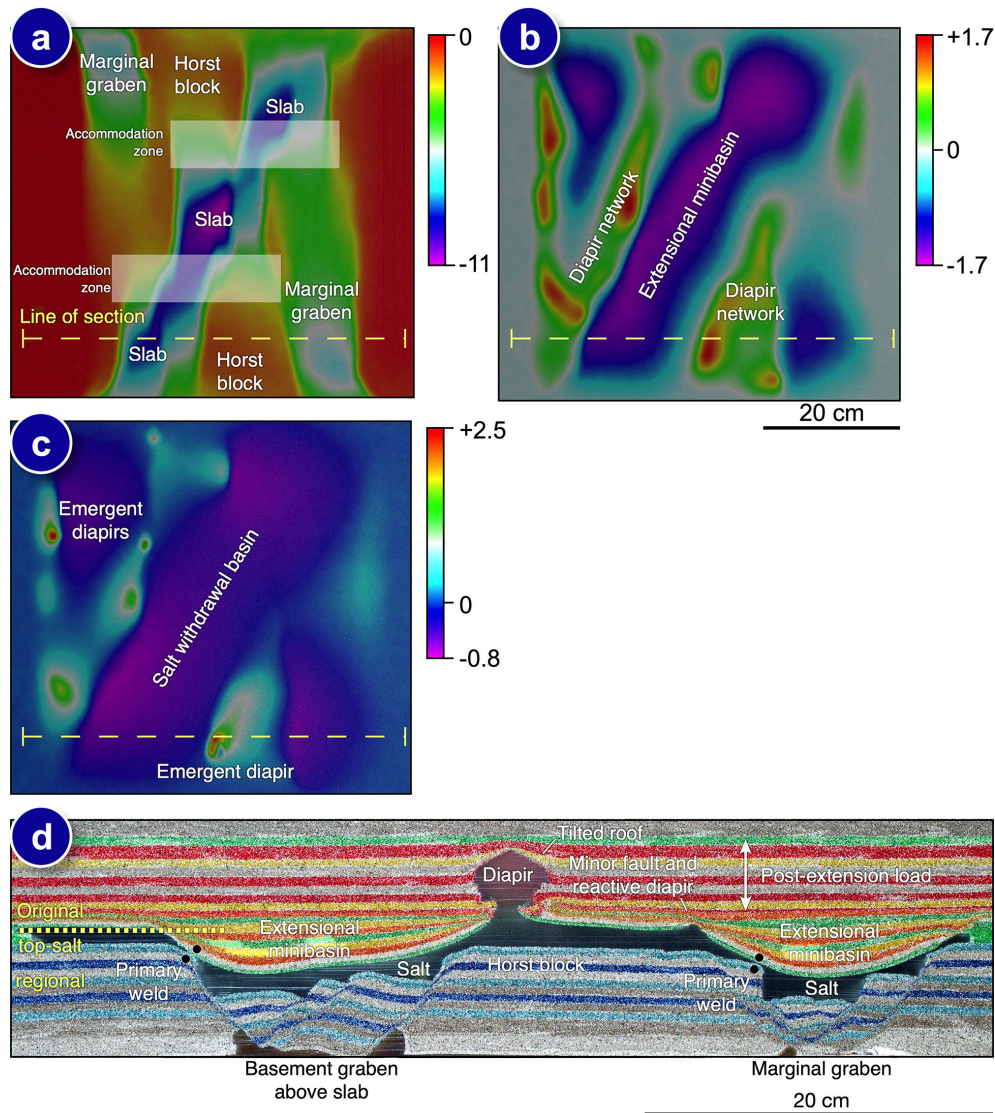 a
Marginal
graben
Horst
block
Slab
Accommodation
zone
Slab
Accommodation
zone
Marginal
graben
Line of section
Slab
Horst
block
0
-11
b
Diapir network
Extensional minibasin
Diapir
network
+1.7
0
-1.7
20 cm
c
Emergent
diapirs
Salt withdrawal basin
Emergent diapir
+2.5
0
-0.8
d
Tilted roof
Diapir
Minor fault and
reactive diapir
Post-extension load
Original
top-salt
regional
Extensional
minibasin
Extensional
minibasin
Primary
weld
Salt
Horst block
Primary
weld
Salt
Basement graben
above slab
Marginal graben
20 cm